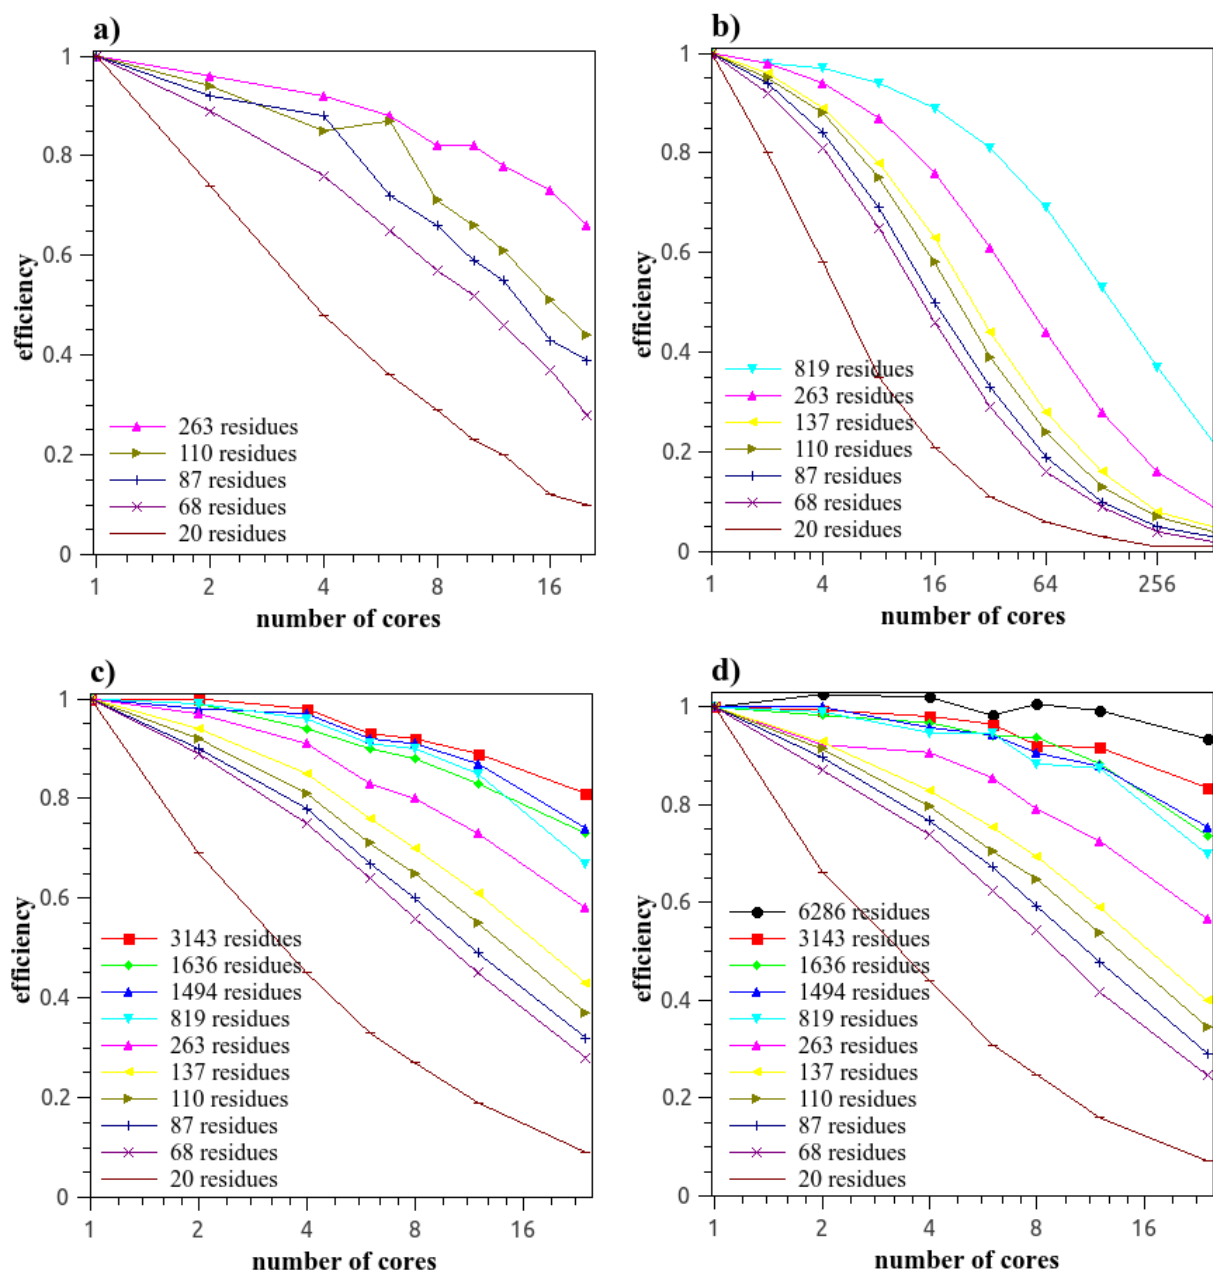 a)
1
0.8
0.6
0.4
0.2
0
efficiency
263 residues
110 residues
87 residues
68 residues
20 residues
1 2 4 8 16
number of cores
b)
1
0.8
0.6
0.4
0.2
0
efficiency
819 residues
263 residues
137 residues
110 residues
87 residues
68 residues
20 residues
1 4 16 64 256
number of cores
c)
1
0.8
0.6
0.4
0.2
0
efficiency
3143 residues
1636 residues
1494 residues
819 residues
263 residues
137 residues
110 residues
87 residues
68 residues
20 residues
1 2 4 8 16
number of cores
d)
1
0.8
0.6
0.4
0.2
0
efficiency
6286 residues
3143 residues
1636 residues
1494 residues
819 residues
263 residues
137 residues
110 residues
87 residues
68 residues
20 residues
1 2 4 8 16
number of cores